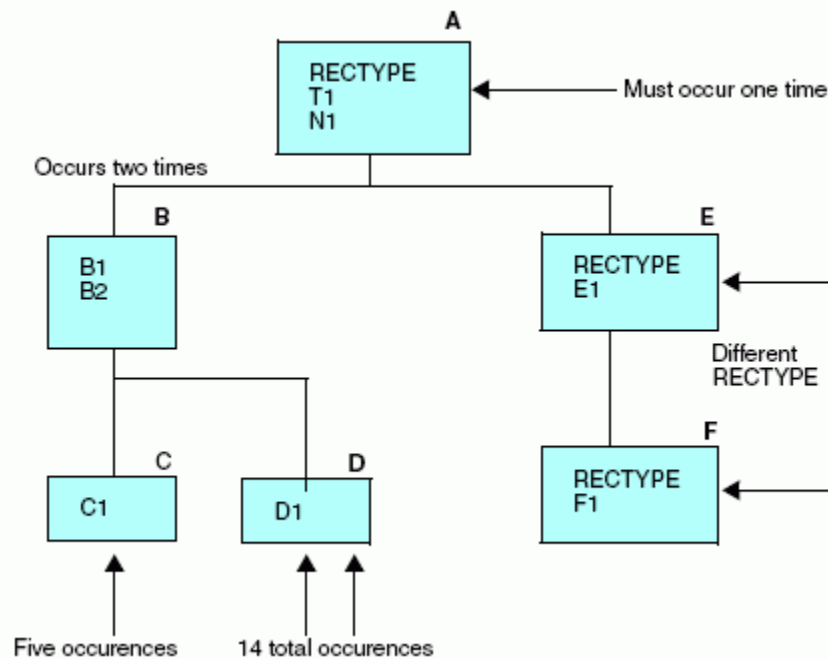 A
RECTYPE
T1
N1
Must occur one time
Occurs two times
B
B1
B2
E
RECTYPE
E1
Different
RECTYPE
C
C1
D
D1
F
RECTYPE
F1
Five occurences
14 total occurences